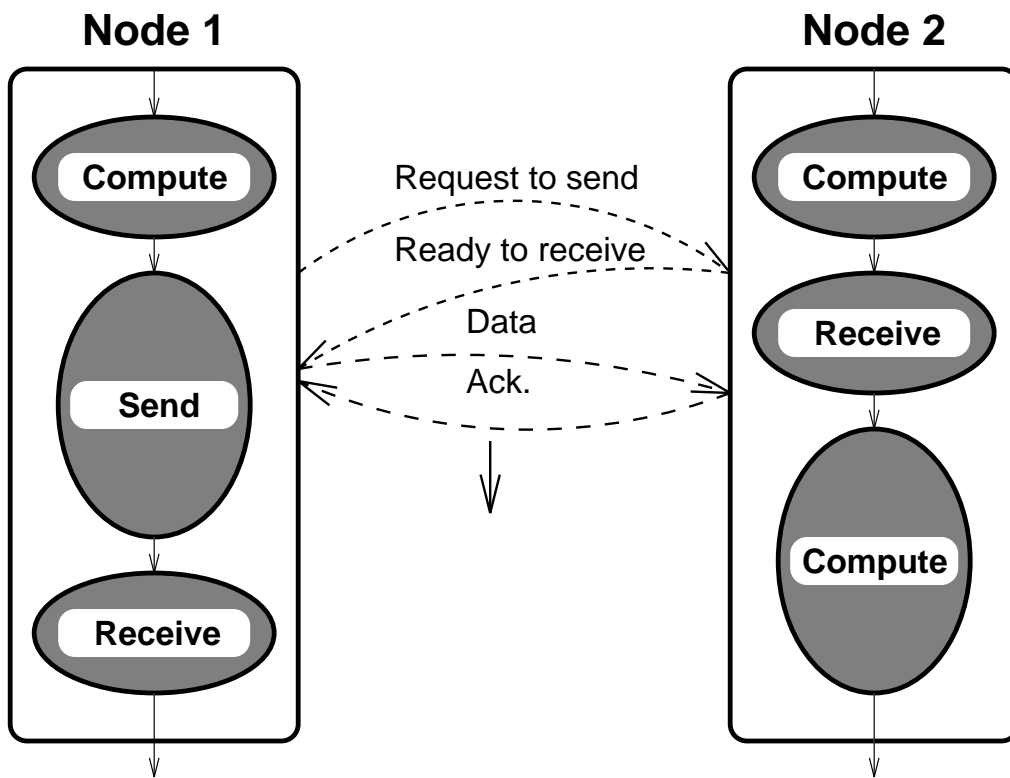 Node 1
Node 2
Compute
Compute
Request to send
Ready to receive
Receive
Data
Ack.
Send
Compute
Receive